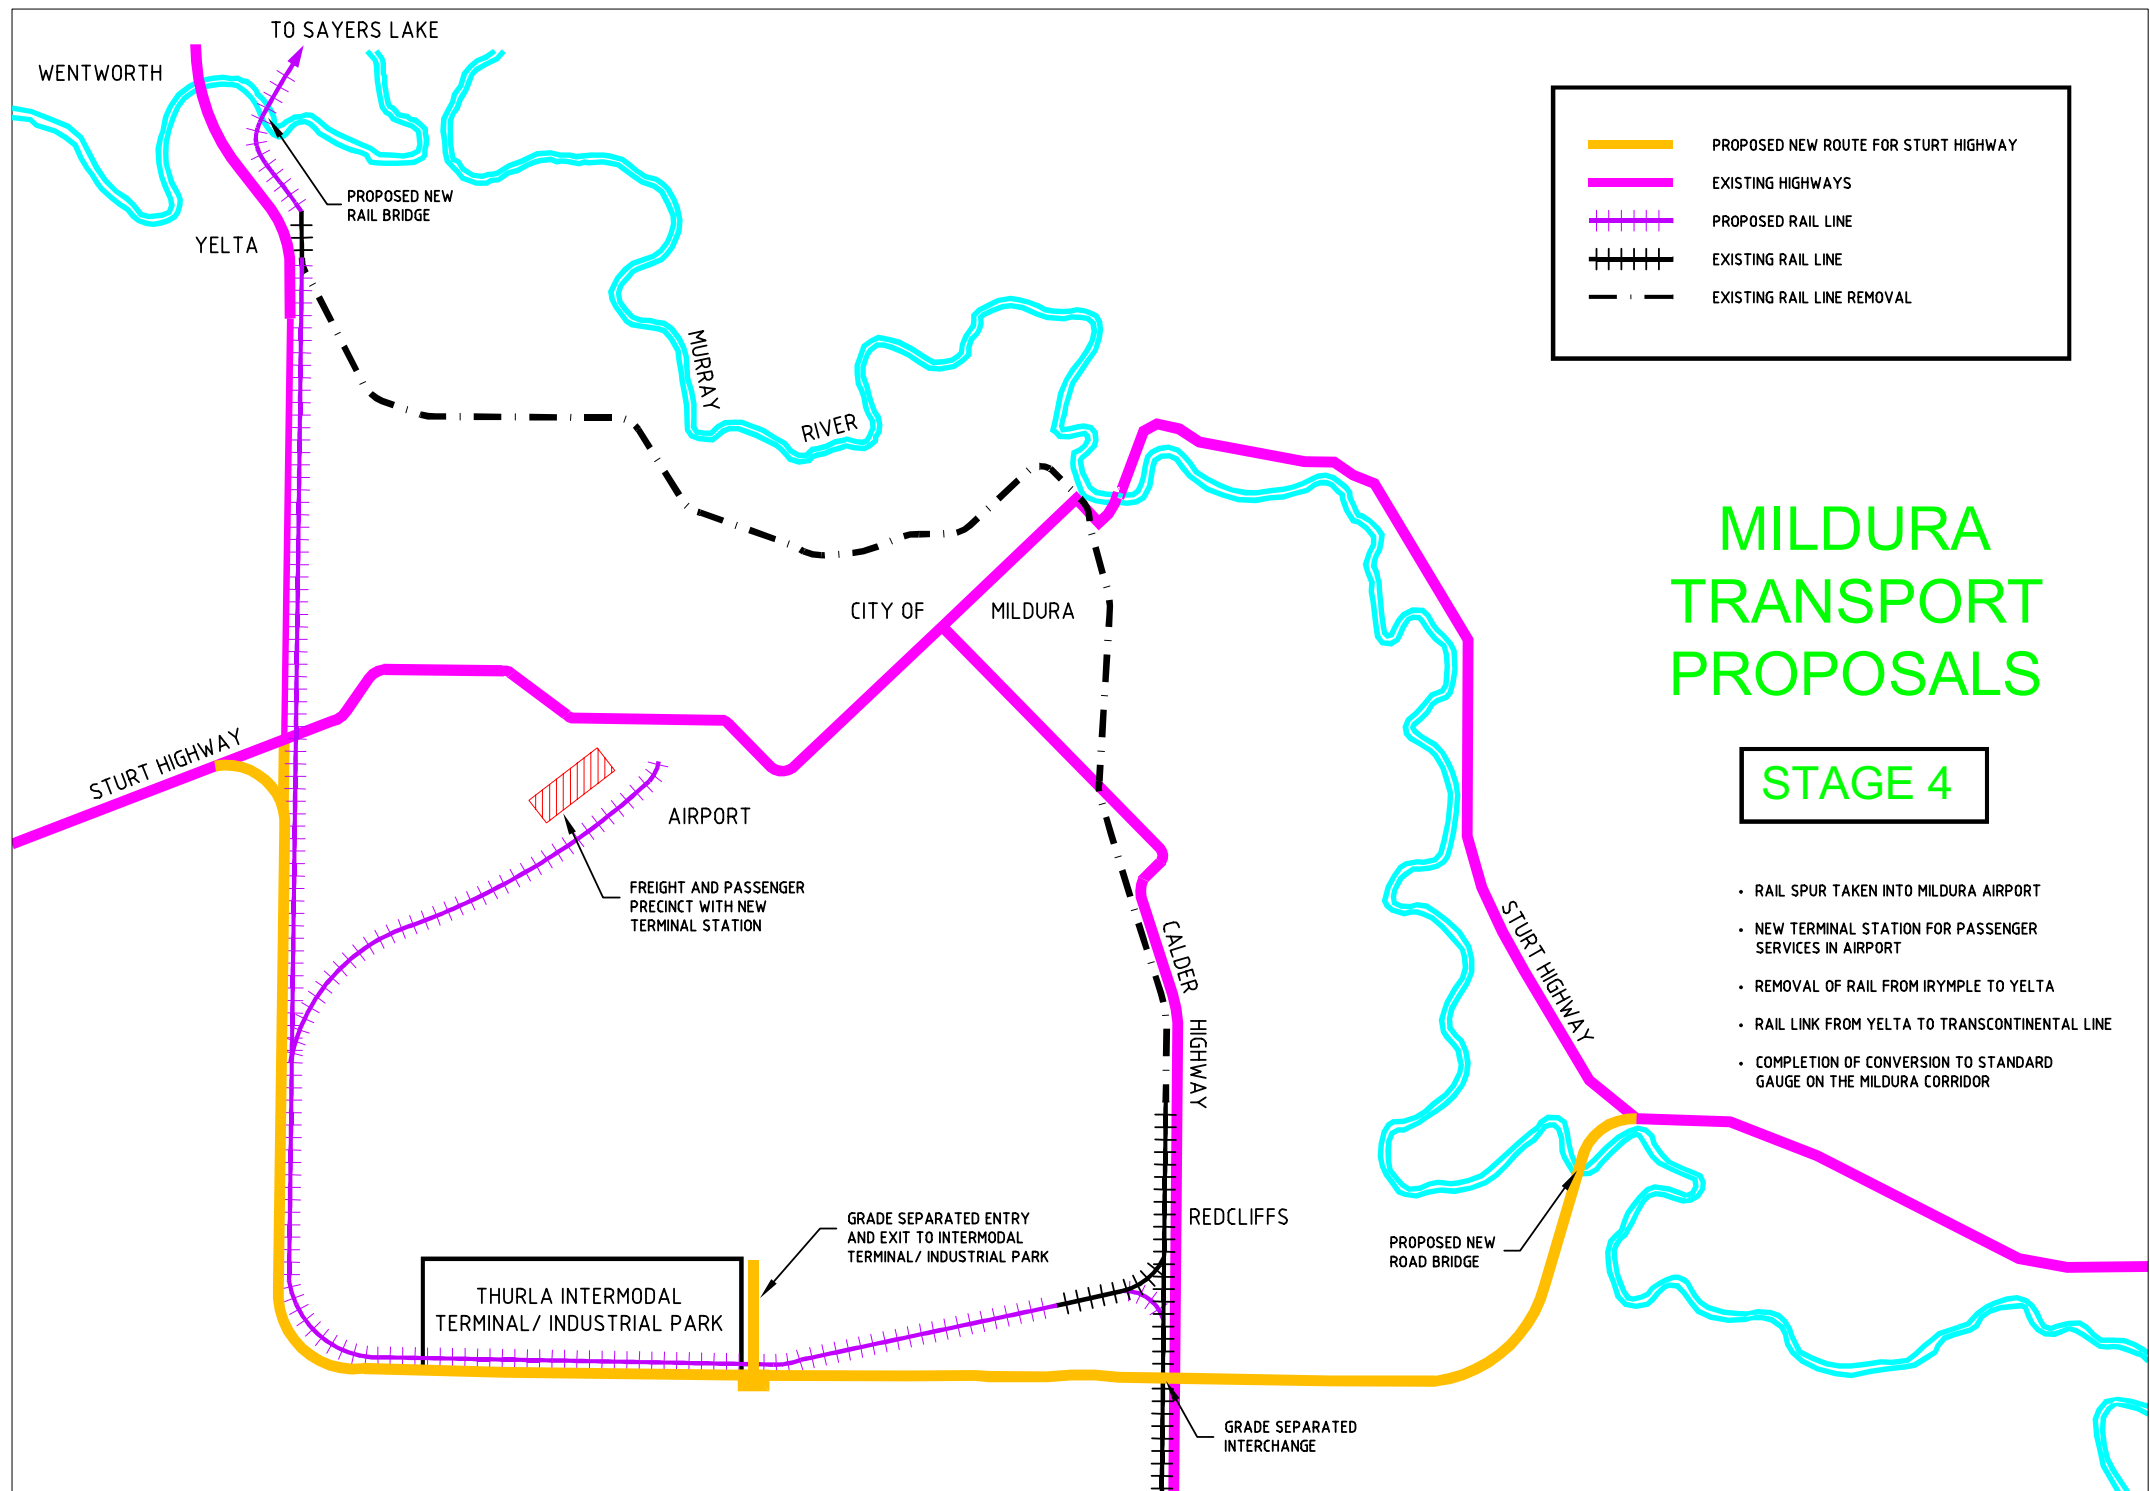 TO SAYERS LAKE
WENTWORTH
PROPOSED NEW
RAIL BRIDGE
YELTA
MURRAY
RIVER
PROPOSED NEW ROUTE FOR STURT HIGHWAY
EXISTING HIGHWAYS
PROPOSED RAIL LINE
EXISTING RAIL LINE
EXISTING RAIL LINE REMOVAL
MILDURA
TRANSPORT
PROPOSALS
STAGE 4
CITY OF MILDURA
STURT HIGHWAY
AIRPORT
FREIGHT AND PASSENGER
PRECINCT WITH NEW
TERMINAL STATION
CALDER HIGHWAY
STURT HIGHWAY
• RAIL SPUR TAKEN INTO MILDURA AIRPORT
• NEW TERMINAL STATION FOR PASSENGER
SERVICES IN AIRPORT
• REMOVAL OF RAIL FROM IRYMPLE TO YELTA
• RAIL LINK FROM YELTA TO TRANSCONTINENTAL LINE
• COMPLETION OF CONVERSION TO STANDARD
GAUGE ON THE MILDURA CORRIDOR
GRADE SEPARATED ENTRY
AND EXIT TO INTERMODAL
TERMINAL/ INDUSTRIAL PARK
REDCLIFFS
PROPOSED NEW
ROAD BRIDGE
THURLA INTERMODAL
TERMINAL/ INDUSTRIAL PARK
GRADE SEPARATED
INTERCHANGE